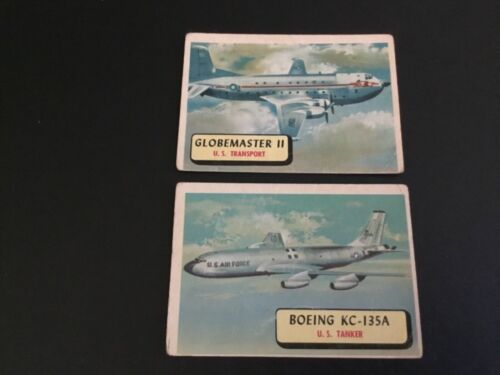 GLOBEMASTER II
U. S. TRANSPORT
U.S. AIR FORCE
BOEING KC-135A
U. S. TANKER